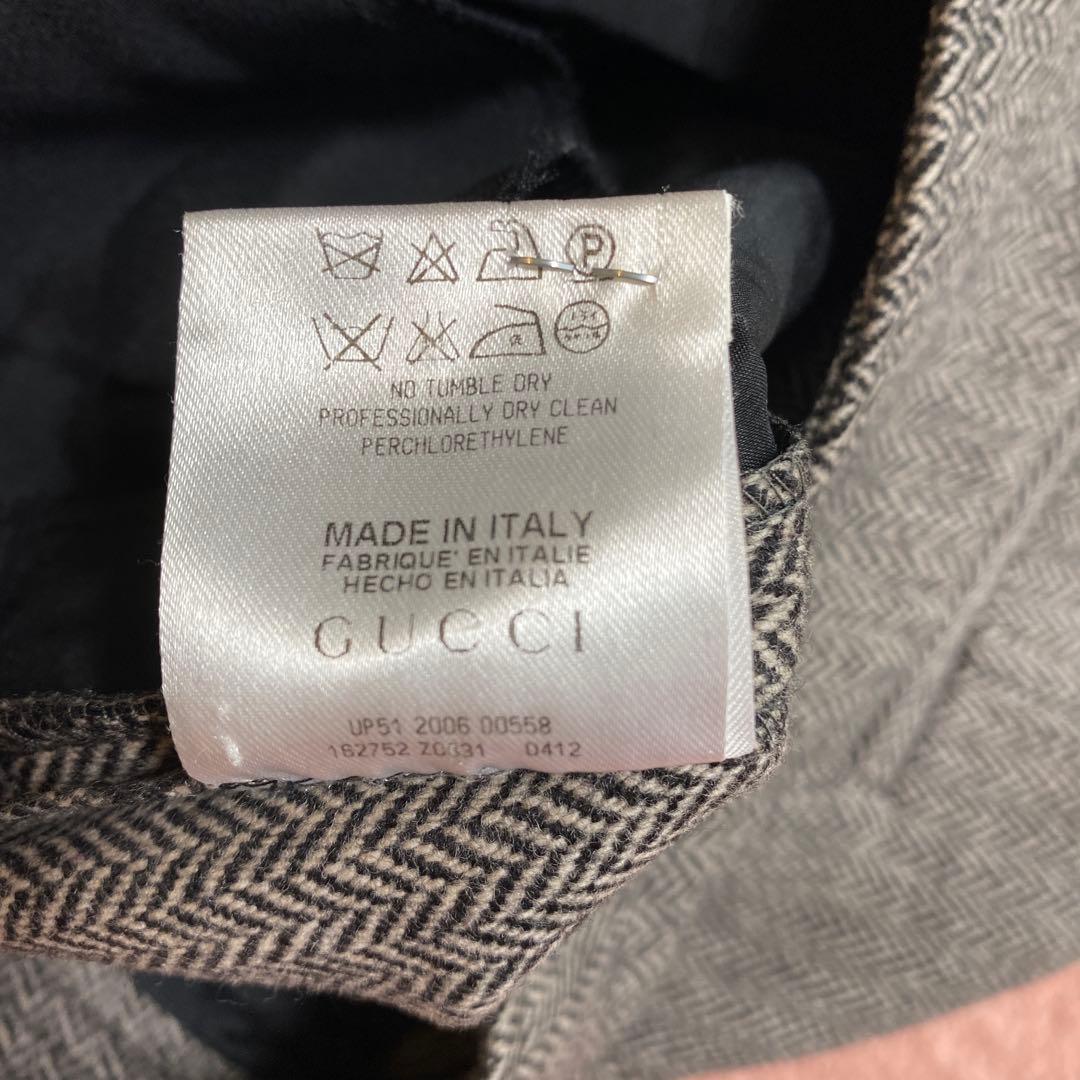 P
NO TUMBLE DRY
PROFESSIONALLY DRY CLEAN
PERCHLORETHYLENE
MADE IN ITALY
FABRIQUE' EN ITALIE
HECHO EN ITALIA
GUCCI
UP51 2006 00558
162752 Z0831 0412